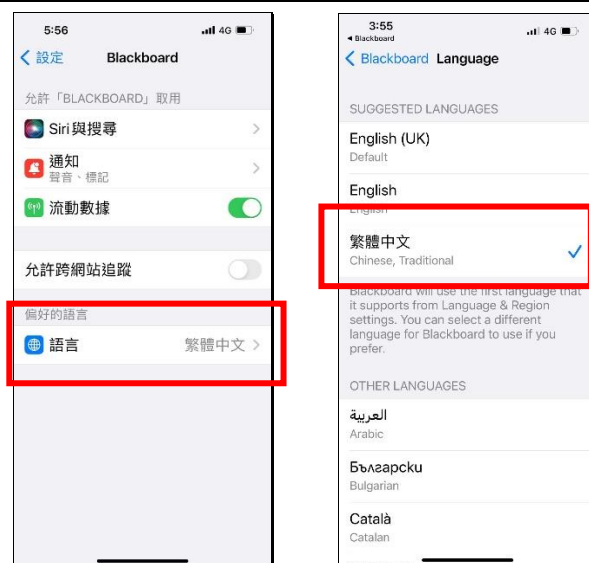 5:56
4G
設定
Blackboard
允許「BLACKBOARD」取用
Siri與搜尋
通知
聲音、標記
流動數據
允許跨網站追蹤
偏好的語言
語言
繁體中文
3:55
4G
Blackboard
Blackboard
Language
SUGGESTED LANGUAGES
English (UK)
Default
English
English
繁體中文
Chinese, Traditional
Blackboard will use the first language that
it supports from Language & Region
settings. You can select a different
language for Blackboard to use if you
prefer.
OTHER LANGUAGES
العربية
Arabic
Български
Bulgarian
Català
Catalan